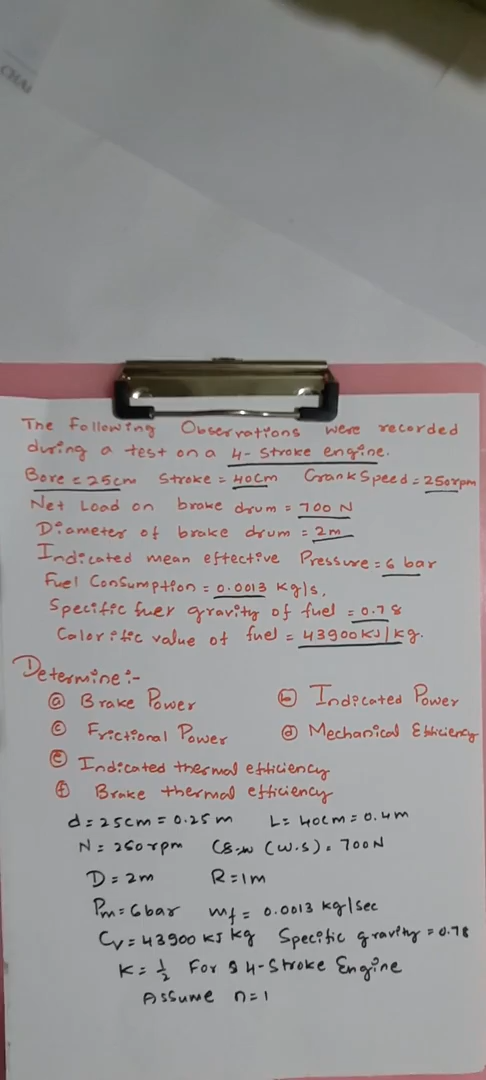 The Following Observations were recorded
during a test on a 4-stroke engine.
Bore = 25cm Stroke = 40cm Crank Speed = 250rpm
Net Load on brake drum = 700 N
Diameter of brake drum = 2m
Indicated mean effective Pressure = 6 bar
Fuel Consumption = 0.0013 kg/s,
Specific fuel gravity of fuel = 0.78
Calorific value of fuel = 43900 KJ/kg.
Determine :-
(a) Brake Power (b) Indicated Power
(c) Frictional Power (d) Mechanical Efficiency
(e) Indicated thermal efficiency
(f) Brake thermal efficiency
d = 25cm = 0.25m L = 40cm = 0.4m
N = 250rpm (W.S) = 700N
D = 2m R = 1m
Pm = 6bar mf = 0.0013 kg/sec
Cv = 43900 KJ kg Specific gravity = 0.78
K = 1/2 For 4-Stroke Engine
Assume n = 1